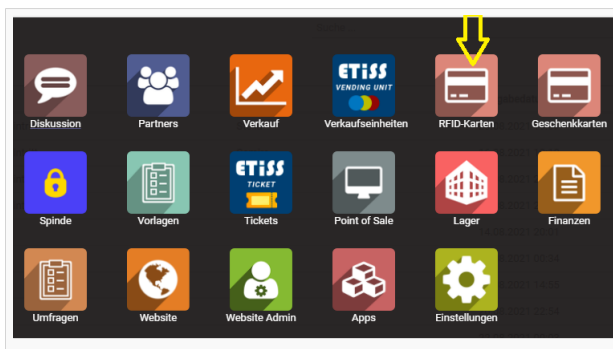 ETISS
VENDING UNIT
Diskussion
Partners
Verkauf
Verkaufseinheiten
RFID-Karten
Geschenkkarten
ETISS
TICKET
Spinde
Vorlagen
Tickets
Point of Sale
Lager
Finanzen
Umfragen
Website
Website Admin
Apps
Einstellungen